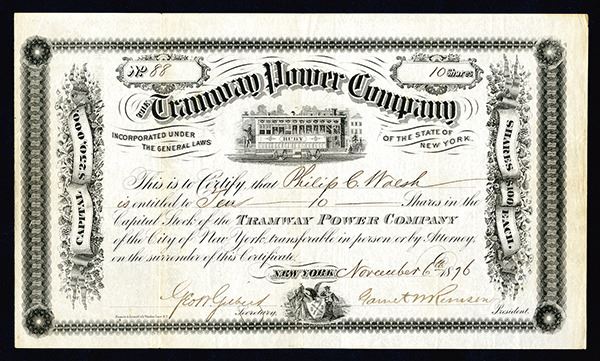 No 88
10 Shares
THE Tramway Power Company
INCORPORATED UNDER THE GENERAL LAWS
OF THE STATE OF NEW YORK.
RUBY
CAPITAL $250,000.
SHARES $100 EACH.
This is to Certify that Philip C. Walsh
is entitled to Ten 10 Shares in the
Capital Stock of the TRAMWAY POWER COMPANY
of the City of New York, transferable in person or by Attorney,
on the surrender of this Certificate.
NEW YORK November 6th 1876
Secretary.
President.